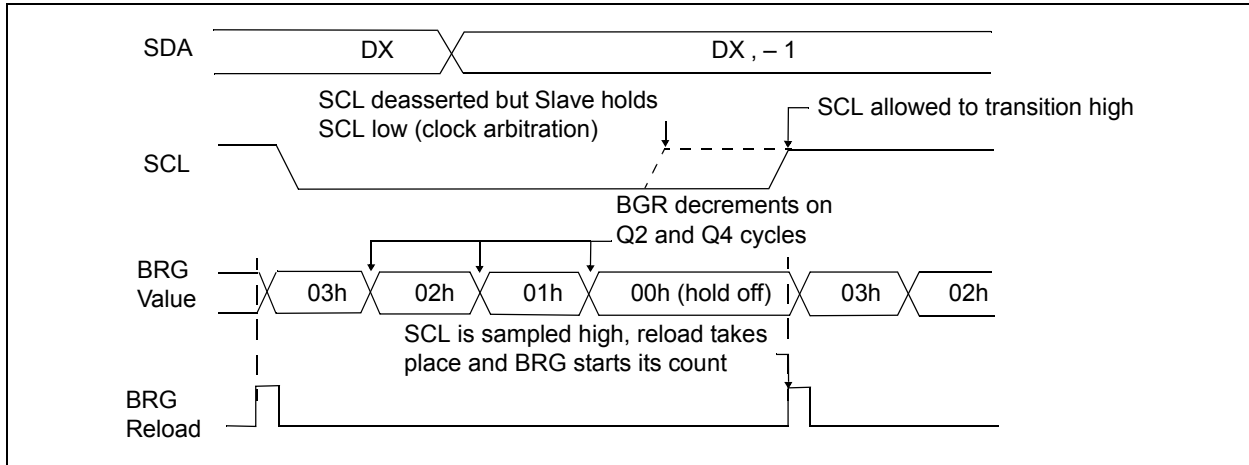 SDA
DX
DX , – 1
SCL deasserted but Slave holds
SCL low (clock arbitration)
SCL allowed to transition high
SCL
BGR decrements on
Q2 and Q4 cycles
BRG
Value
03h
02h
01h
00h (hold off)
03h
02h
SCL is sampled high, reload takes
place and BRG starts its count
BRG
Reload